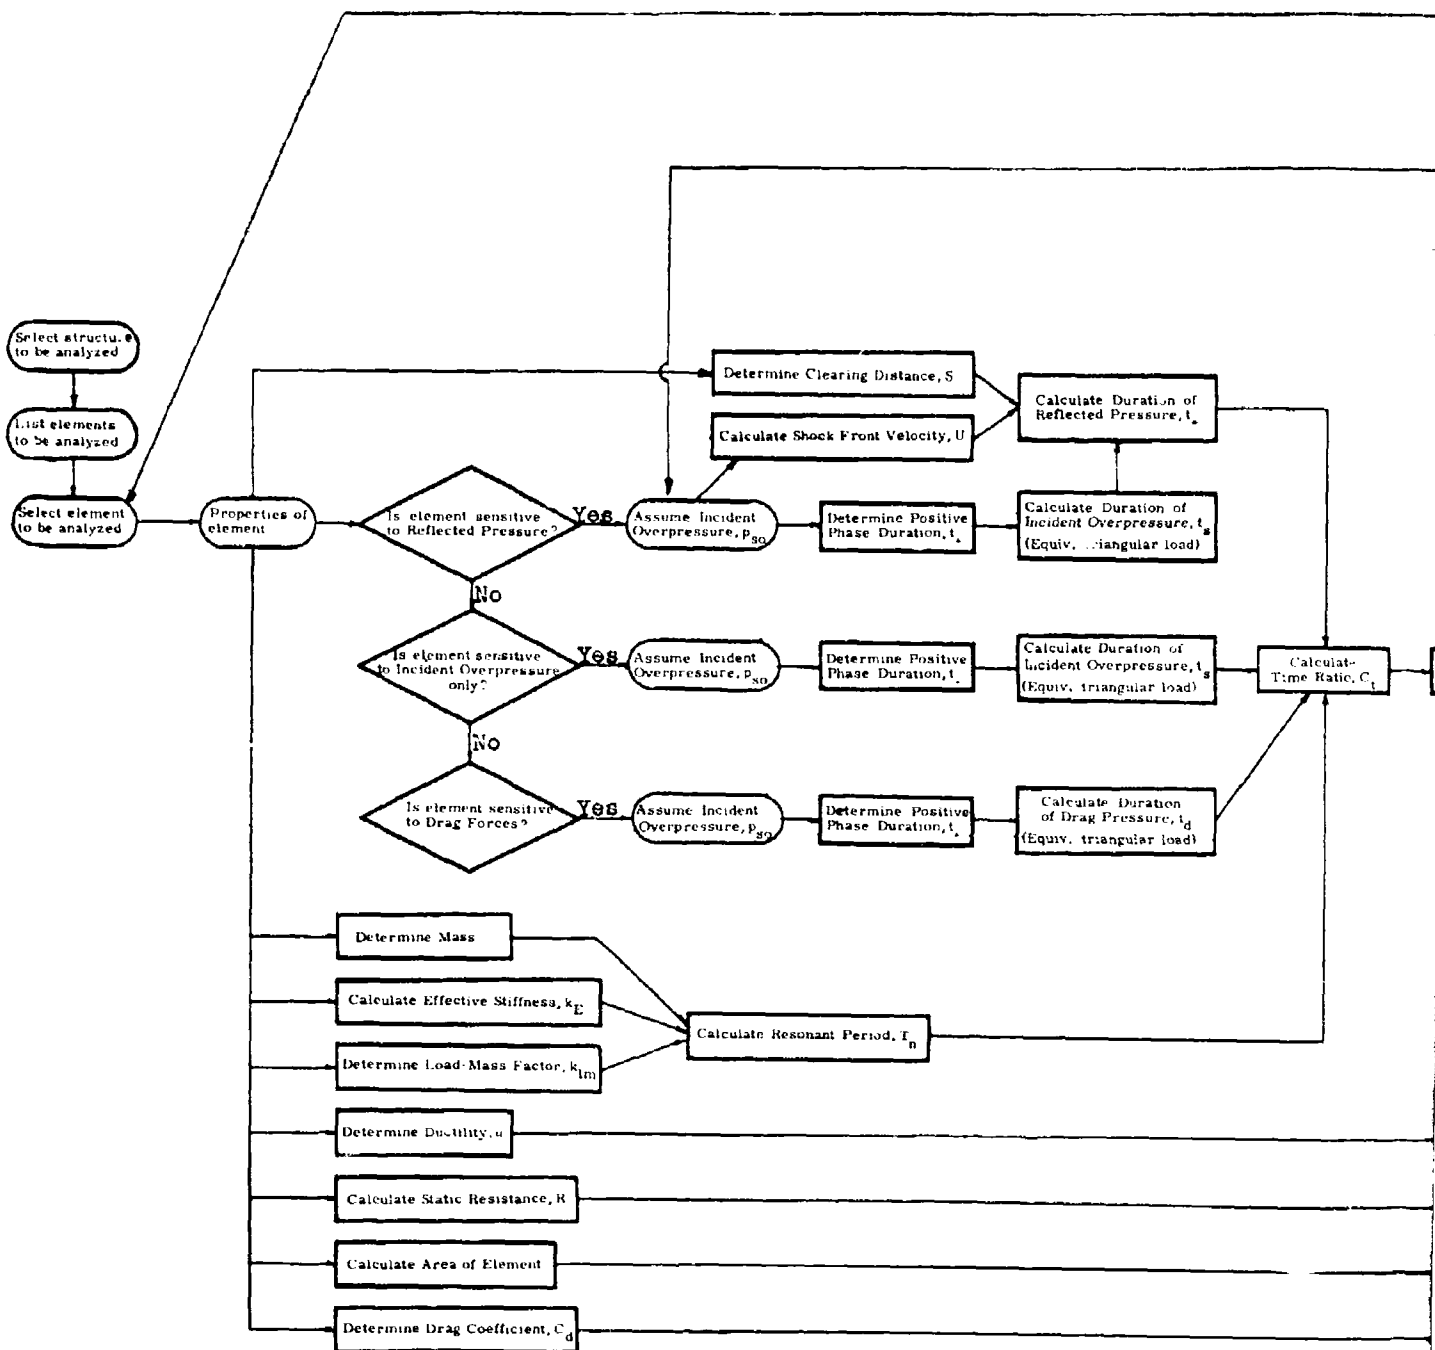 Select structure
to be analyzed
List elements
to be analyzed
Select element
to be analyzed
Properties of
element
Determine Clearing Distance, S
Calculate Shock Front Velocity, U
Calculate Duration of
Reflected Pressure, t
Is element sensitive
to Reflected Pressure?
Yes
Assume Incident
Overpressure, p_so
Determine Positive
Phase Duration, t
Calculate Duration of
Incident Overpressure, t_s
(Equiv. triangular load)
No
Is element sensitive
to Incident Overpressure
only?
Yes
Assume Incident
Overpressure, p_so
Determine Positive
Phase Duration, t
Calculate Duration of
Incident Overpressure, t_s
(Equiv. triangular load)
Calculate
Time Ratio, C_t
No
Is element sensitive
to Drag Forces?
Yes
Assume Incident
Overpressure, p_so
Determine Positive
Phase Duration, t
Calculate Duration
of Drag Pressure, t_d
(Equiv. triangular load)
Determine Mass
Calculate Effective Stiffness, k_E
Calculate Resonant Period, T_n
Determine Load-Mass Factor, k_lm
Determine Ductility, u
Calculate Static Resistance, R
Calculate Area of Element
Determine Drag Coefficient, C_d